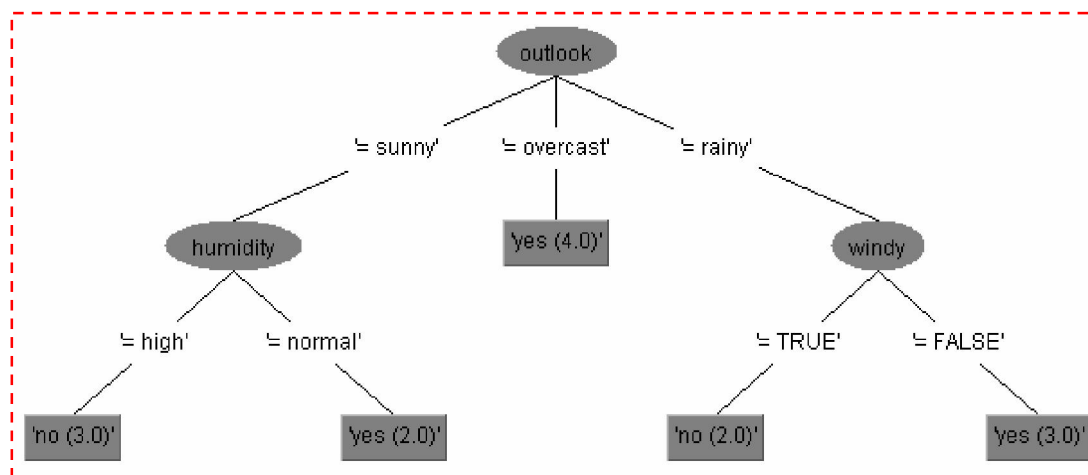 outlook
'= sunny'
'= overcast'
'= rainy'
humidity
'yes (4.0)'
windy
'= high'
'= normal'
'= TRUE'
'= FALSE'
'no (3.0)'
'yes (2.0)'
'no (2.0)'
'yes (3.0)'